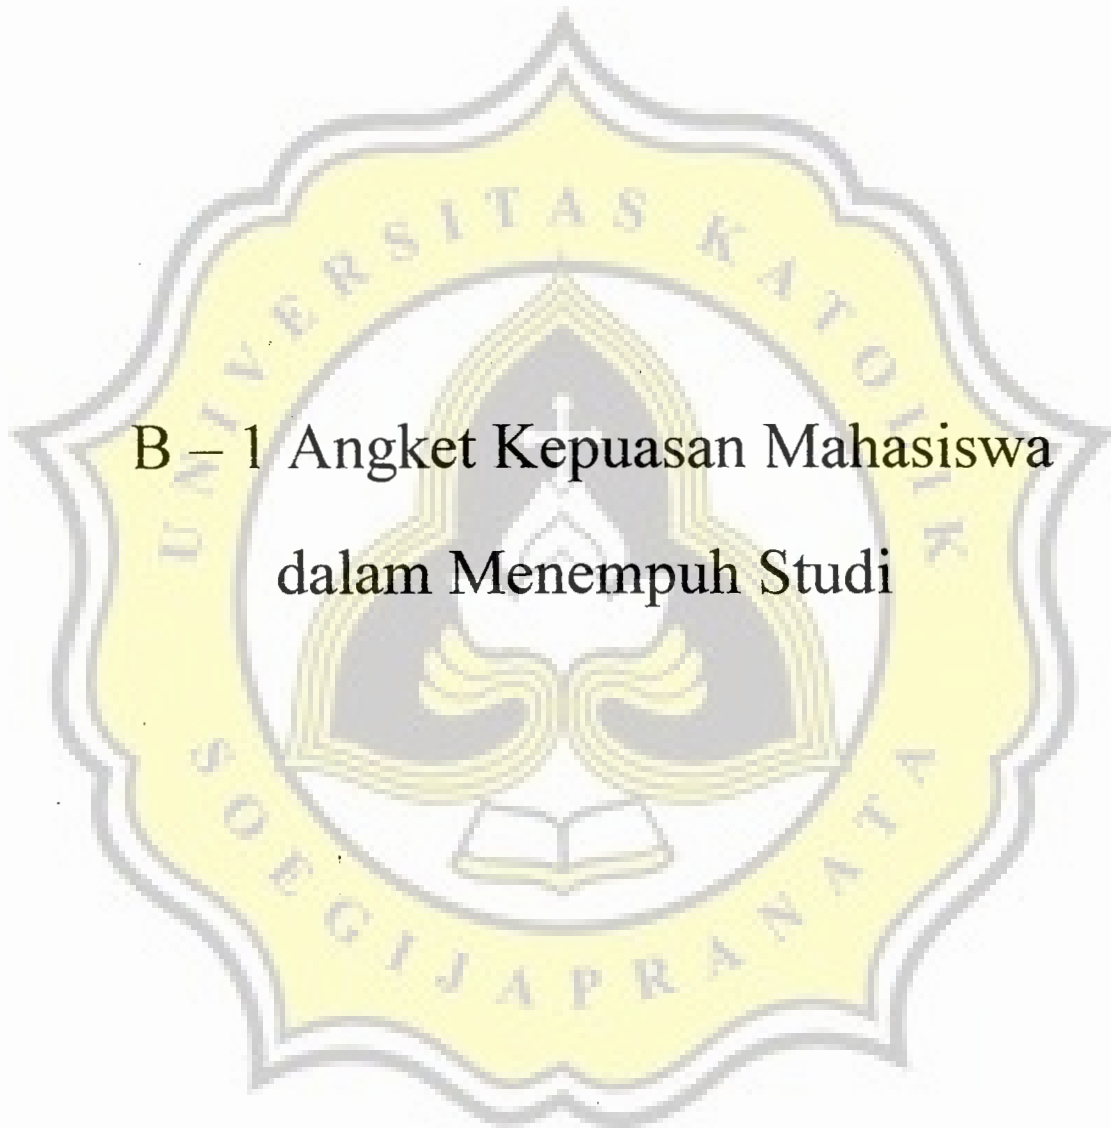 UNIVERSITAS KATOLIK
B – 1 Angket Kepuasan Mahasiswa
dalam Menempuh Studi
SOEGIJAPRANATA